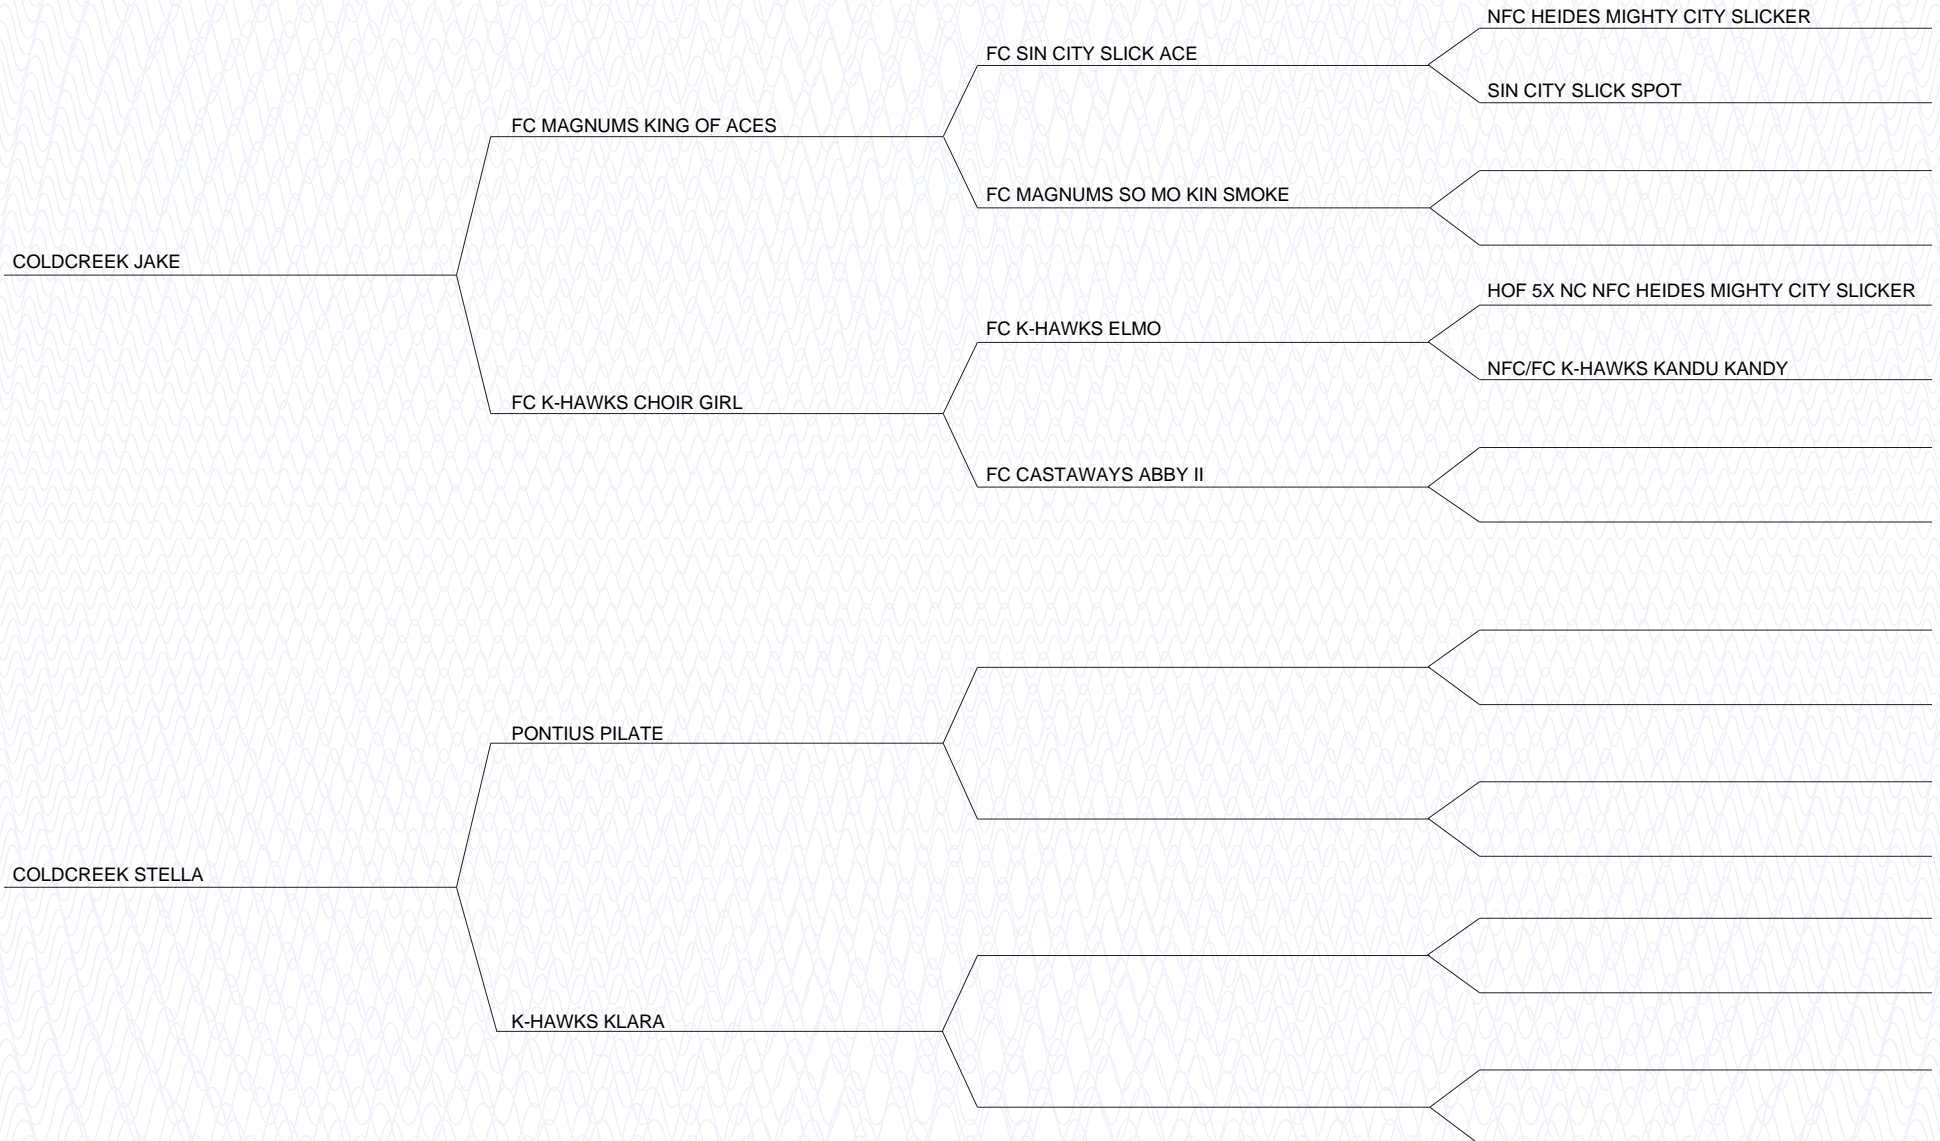 NFC HEIDES MIGHTY CITY SLICKER
FC SIN CITY SLICK ACE
SIN CITY SLICK SPOT
FC MAGNUMS KING OF ACES
FC MAGNUMS SO MO KIN SMOKE
COLDCREEK JAKE
HOF 5X NC NFC HEIDES MIGHTY CITY SLICKER
FC K-HAWKS ELMO
NFC/FC K-HAWKS KANDU KANDY
FC K-HAWKS CHOIR GIRL
FC CASTAWAYS ABBY II
PONTIUS PILATE
COLDCREEK STELLA
K-HAWKS KLARA